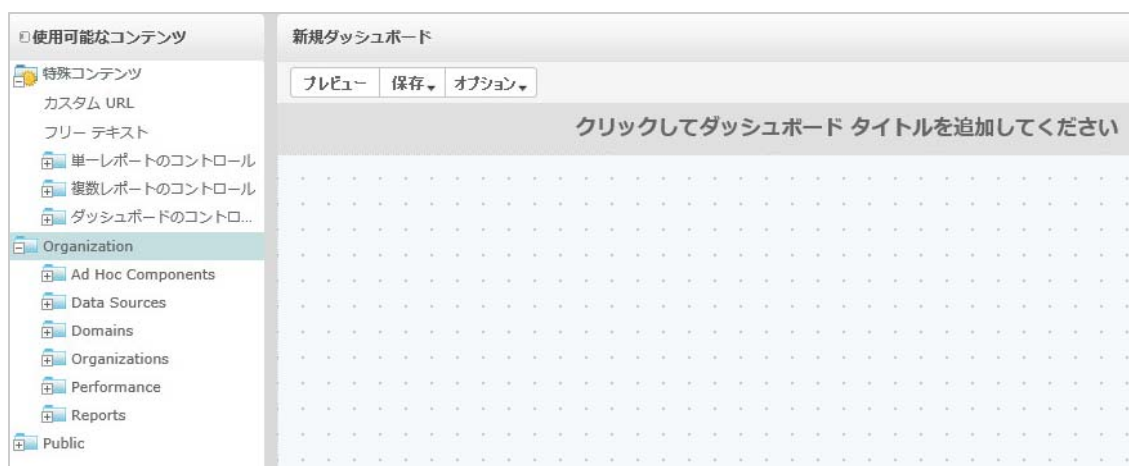 使用可能なコンテンツ
特殊コンテンツ
カスタム URL
フリー テキスト
単一レポートのコントロール
複数レポートのコントロール
ダッシュボードのコントロ...
Organization
Ad Hoc Components
Data Sources
Domains
Organizations
Performance
Reports
Public
新規ダッシュボード
プレビュー 保存 オプション
クリックしてダッシュボード タイトルを追加してください